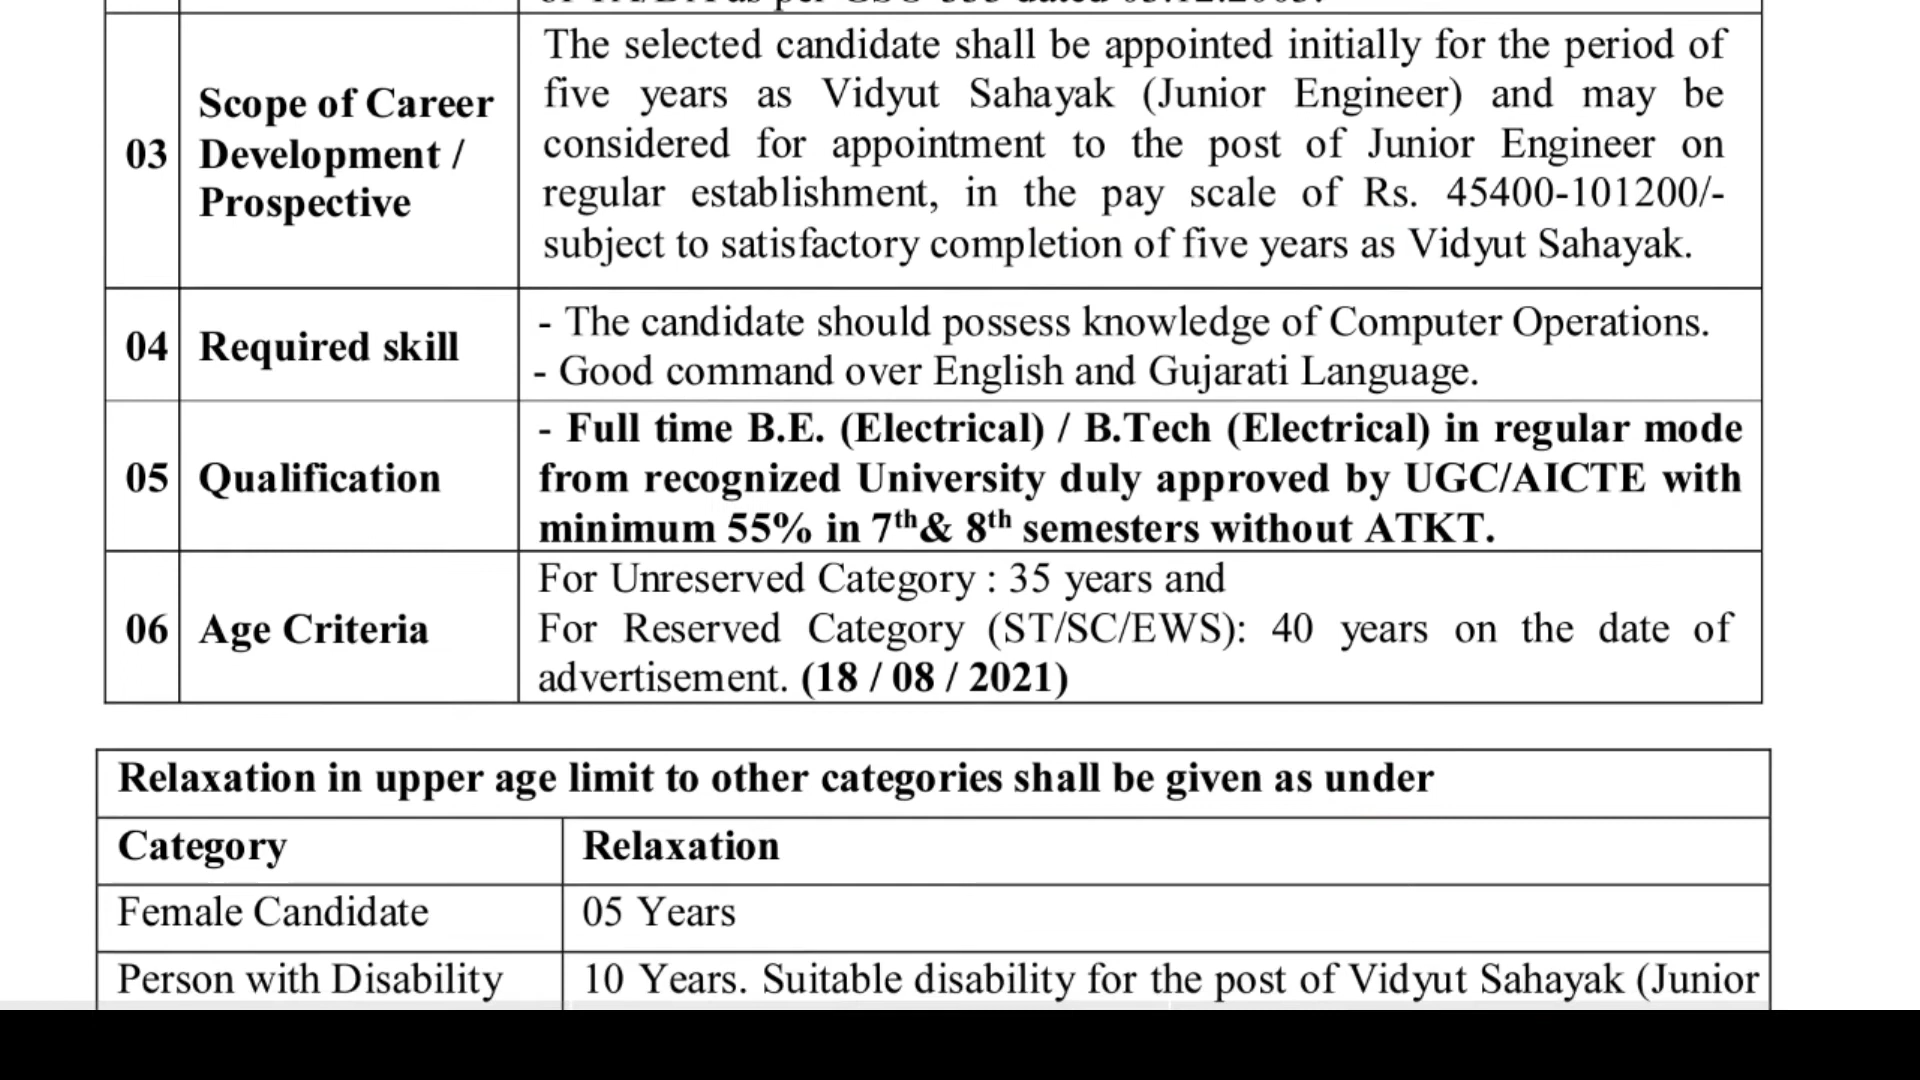 03
Scope of Career
Development /
Prospective
The selected candidate shall be appointed initially for the period of
five years as Vidyut Sahayak (Junior Engineer) and may be
considered for appointment to the post of Junior Engineer on
regular establishment, in the pay scale of Rs. 45400-101200/-
subject to satisfactory completion of five years as Vidyut Sahayak.
04
Required skill
- The candidate should possess knowledge of Computer Operations.
- Good command over English and Gujarati Language.
05
Qualification
- Full time B.E. (Electrical) / B.Tech (Electrical) in regular mode
from recognized University duly approved by UGC/AICTE with
minimum 55% in 7th& 8th semesters without ATKT.
06
Age Criteria
For Unreserved Category : 35 years and
For Reserved Category (ST/SC/EWS): 40 years on the date of
advertisement. (18 / 08 / 2021)
Relaxation in upper age limit to other categories shall be given as under
Category
Relaxation
Female Candidate
05 Years
Person with Disability
10 Years. Suitable disability for the post of Vidyut Sahayak (Junior